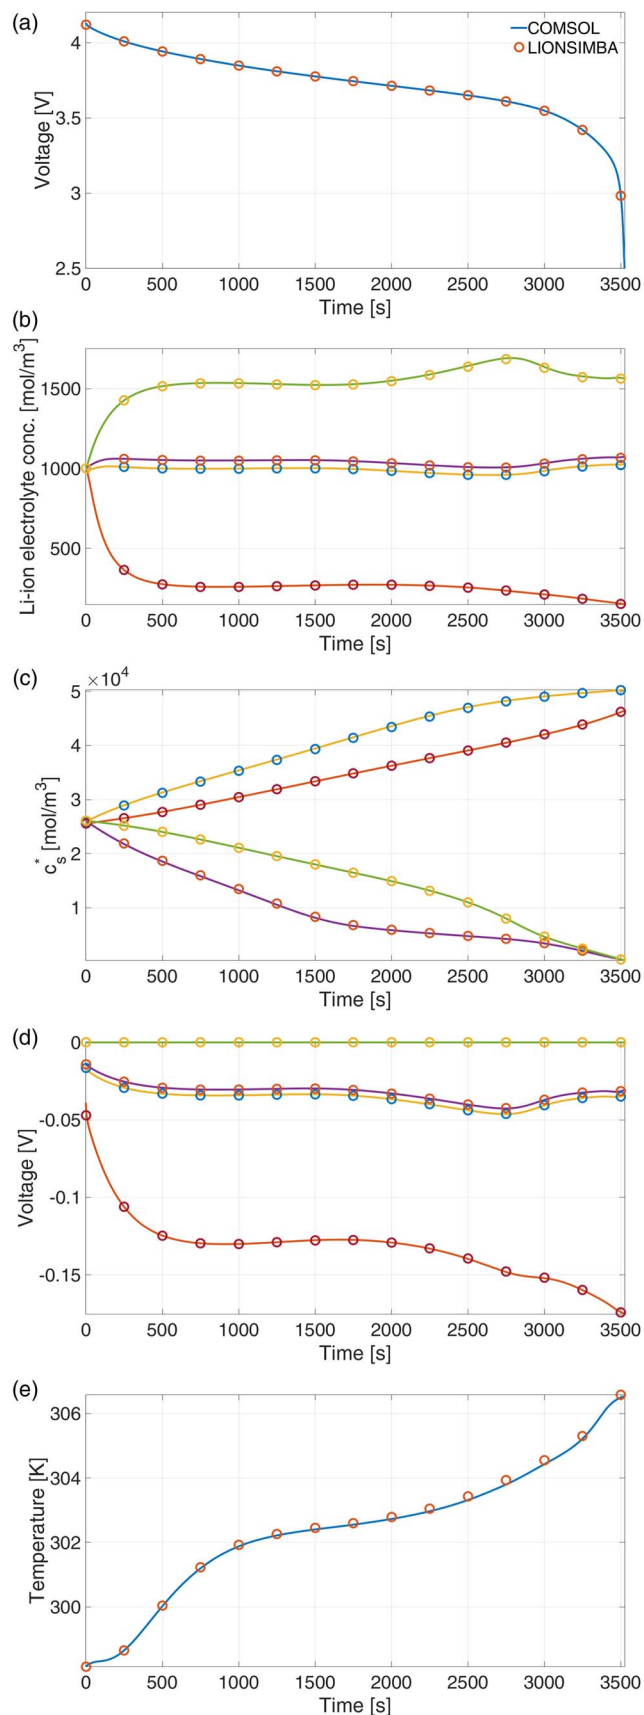 (a)
COMSOL
LIONSIMBA
4
3.5
3
2.5
Voltage [V]
0 500 1000 1500 2000 2500 3000 3500
Time [s]
(b)
1500
1000
500
Li-ion electrolyte conc. [mol/m³]
0 500 1000 1500 2000 2500 3000 3500
Time [s]
(c)
×10⁴
5
4
3
2
1
cₛ* [mol/m³]
0 500 1000 1500 2000 2500 3000 3500
Time [s]
(d)
0
-0.05
-0.1
-0.15
Voltage [V]
0 500 1000 1500 2000 2500 3000 3500
Time [s]
(e)
306
304
302
300
Temperature [K]
0 500 1000 1500 2000 2500 3000 3500
Time [s]